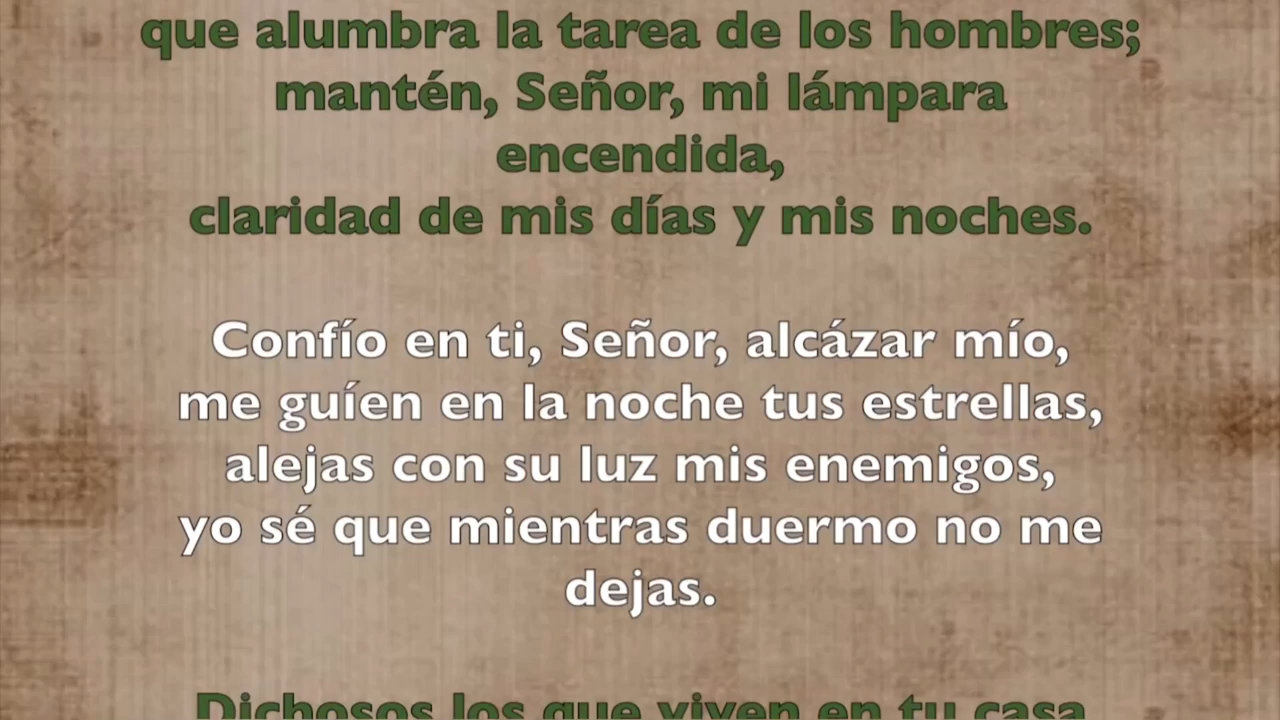 que alumbra la tarea de los hombres;
mantén, Señor, mi lámpara
encendida,
claridad de mis días y mis noches.
Confío en ti, Señor, alcázar mío,
me guíen en la noche tus estrellas,
alejas con su luz mis enemigos,
yo sé que mientras duermo no me
dejas.
Dichosos los que viven en tu casa